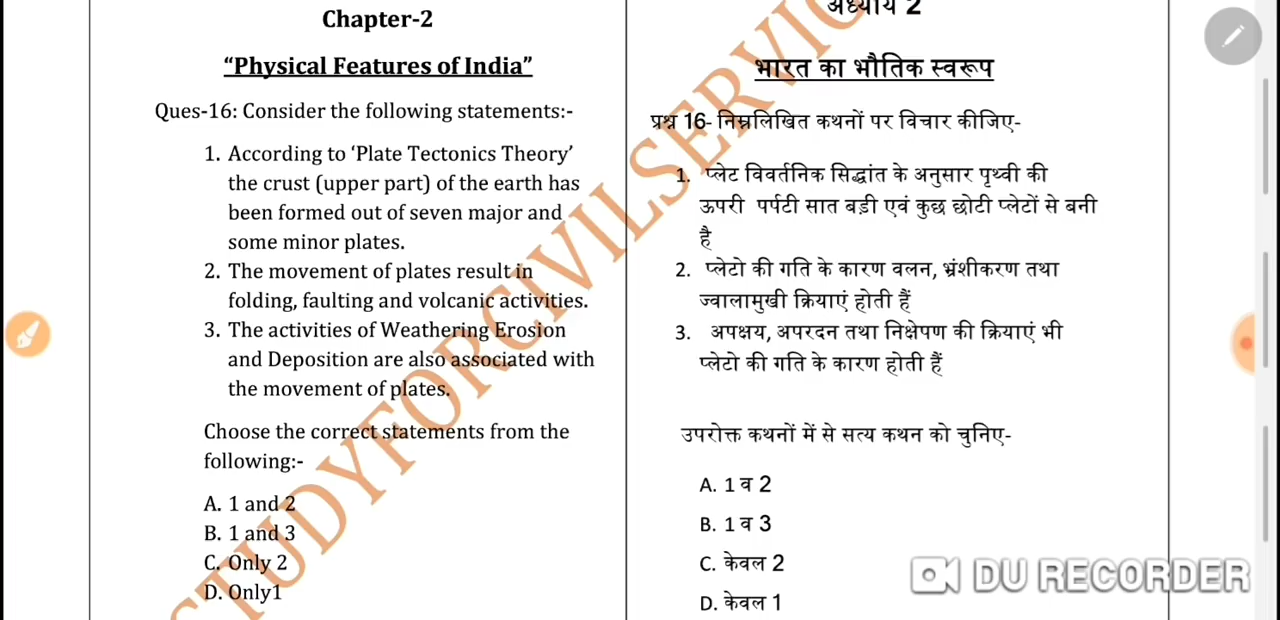 Chapter-2
“Physical Features of India”
Ques-16: Consider the following statements:-
1. According to ‘Plate Tectonics Theory’
the crust (upper part) of the earth has
been formed out of seven major and
some minor plates.
2. The movement of plates result in
folding, faulting and volcanic activities.
3. The activities of Weathering Erosion
and Deposition are also associated with
the movement of plates.
Choose the correct statements from the
following:-
A. 1 and 2
B. 1 and 3
C. Only 2
D. Only1
अध्याय 2
भारत का भौतिक स्वरूप
प्रश्न 16- निम्नलिखित कथनों पर विचार कीजिए-
1. प्लेट विवर्तनिक सिद्धांत के अनुसार पृथ्वी की
ऊपरी पर्पटी सात बड़ी एवं कुछ छोटी प्लेटों से बनी
है
2. प्लेटो की गति के कारण वलन, भ्रंशीकरण तथा
ज्वालामुखी क्रियाएं होती हैं
3. अपक्षय, अपरदन तथा निक्षेपण की क्रियाएं भी
प्लेटो की गति के कारण होती हैं
उपरोक्त कथनों में से सत्य कथन को चुनिए-
A. 1 व 2
B. 1 व 3
C. केवल 2
D. केवल 1
STUDYFORCIVILSERVIC
DU RECORDER